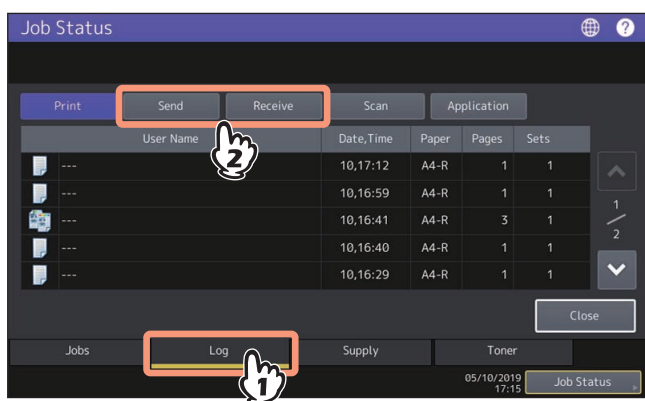 Job Status
?
Print Send Receive Scan Application
User Name Date,Time Paper Pages Sets
--- 10,17:12 A4-R 1 1
--- 10,16:59 A4-R 1 1
--- 10,16:41 A4-R 3 1
--- 10,16:40 A4-R 1 1
--- 10,16:29 A4-R 1 1
1
2
2
Close
Jobs Log Supply Toner
1
05/10/2019
17:15
Job Status